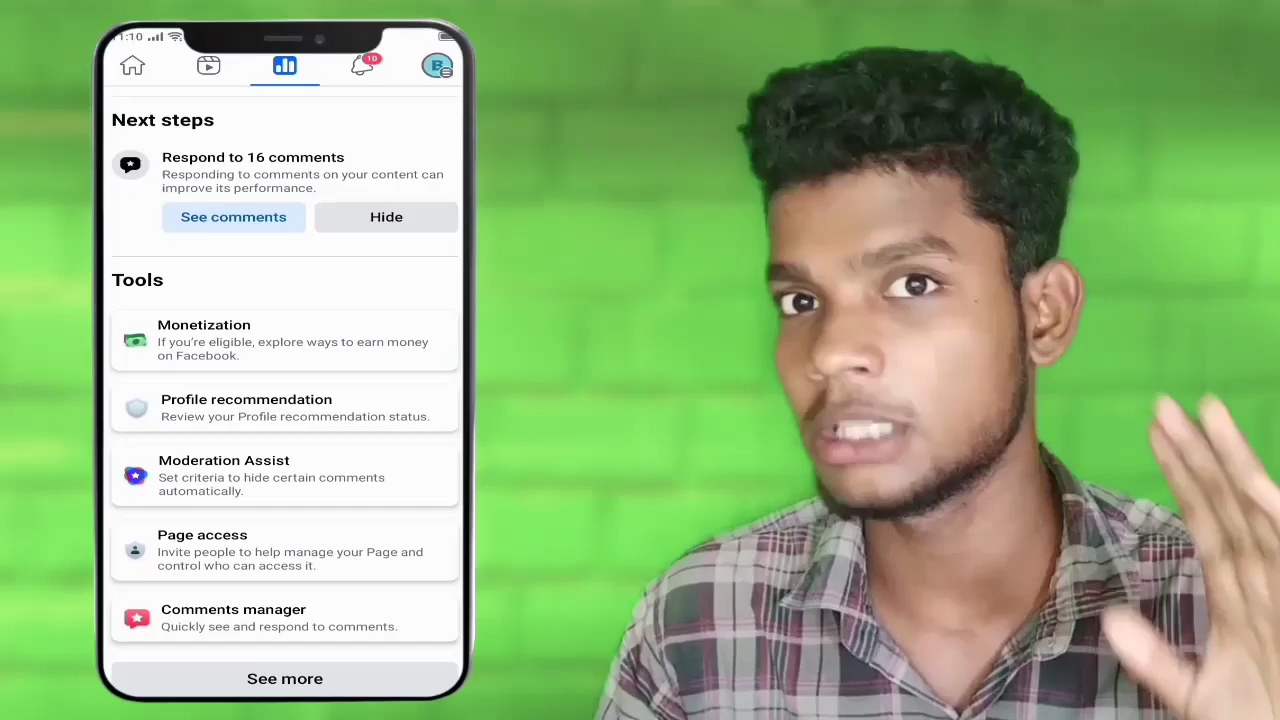 11:10
10
B
Next steps
Respond to 16 comments
Responding to comments on your content can
improve its performance.
See comments
Hide
Tools
Monetization
If you're eligible, explore ways to earn money
on Facebook.
Profile recommendation
Review your Profile recommendation status.
Moderation Assist
Set criteria to hide certain comments
automatically.
Page access
Invite people to help manage your Page and
control who can access it.
Comments manager
Quickly see and respond to comments.
See more